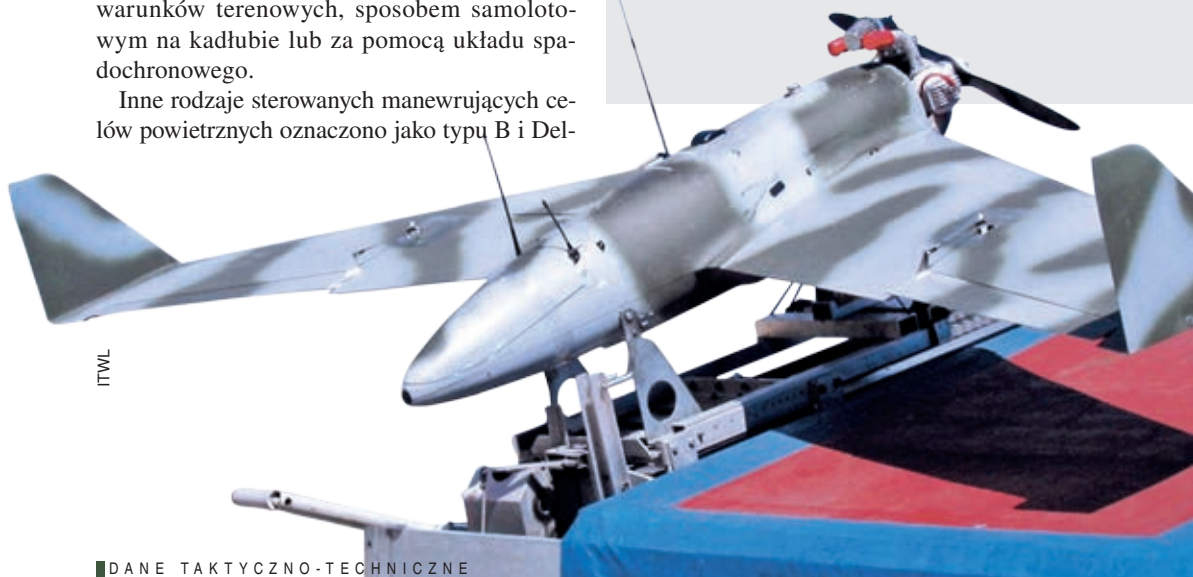 warunków terenowych, sposobem samoloto-
wym na kadłubie lub za pomocą układu spa-
dochronowego.
Inne rodzaje sterowanych manewrujących ce-
lów powietrznych oznaczono jako typu B i Del-
ITWL
DANE TAKTYCZNO-TECHNICZNE